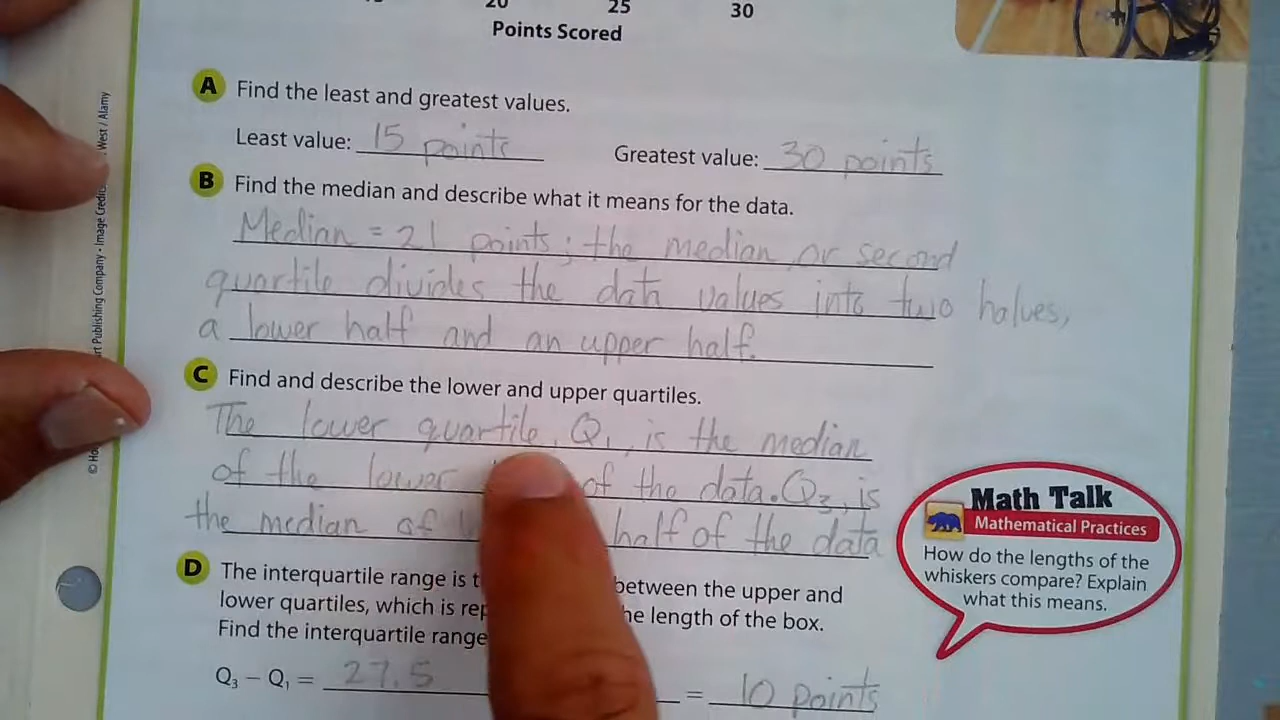 20 25 30
Points Scored
A Find the least and greatest values.
Least value: 15 points Greatest value: 30 points
B Find the median and describe what it means for the data.
Median = 21 points; the median or second
quartile divides the data values into two halves,
a lower half and an upper half.
C Find and describe the lower and upper quartiles.
The lower quartile, Q1, is the median
of the lower of the data. Q3, is
the median of half of the data
D The interquartile range is between the upper and
lower quartiles, which is the length of the box.
Find the interquartile range
Q3 − Q1 = 27.5 = 10 points
Math Talk
Mathematical Practices
How do the lengths of the
whiskers compare? Explain
what this means.
Publishing Company • Image West / Alamy